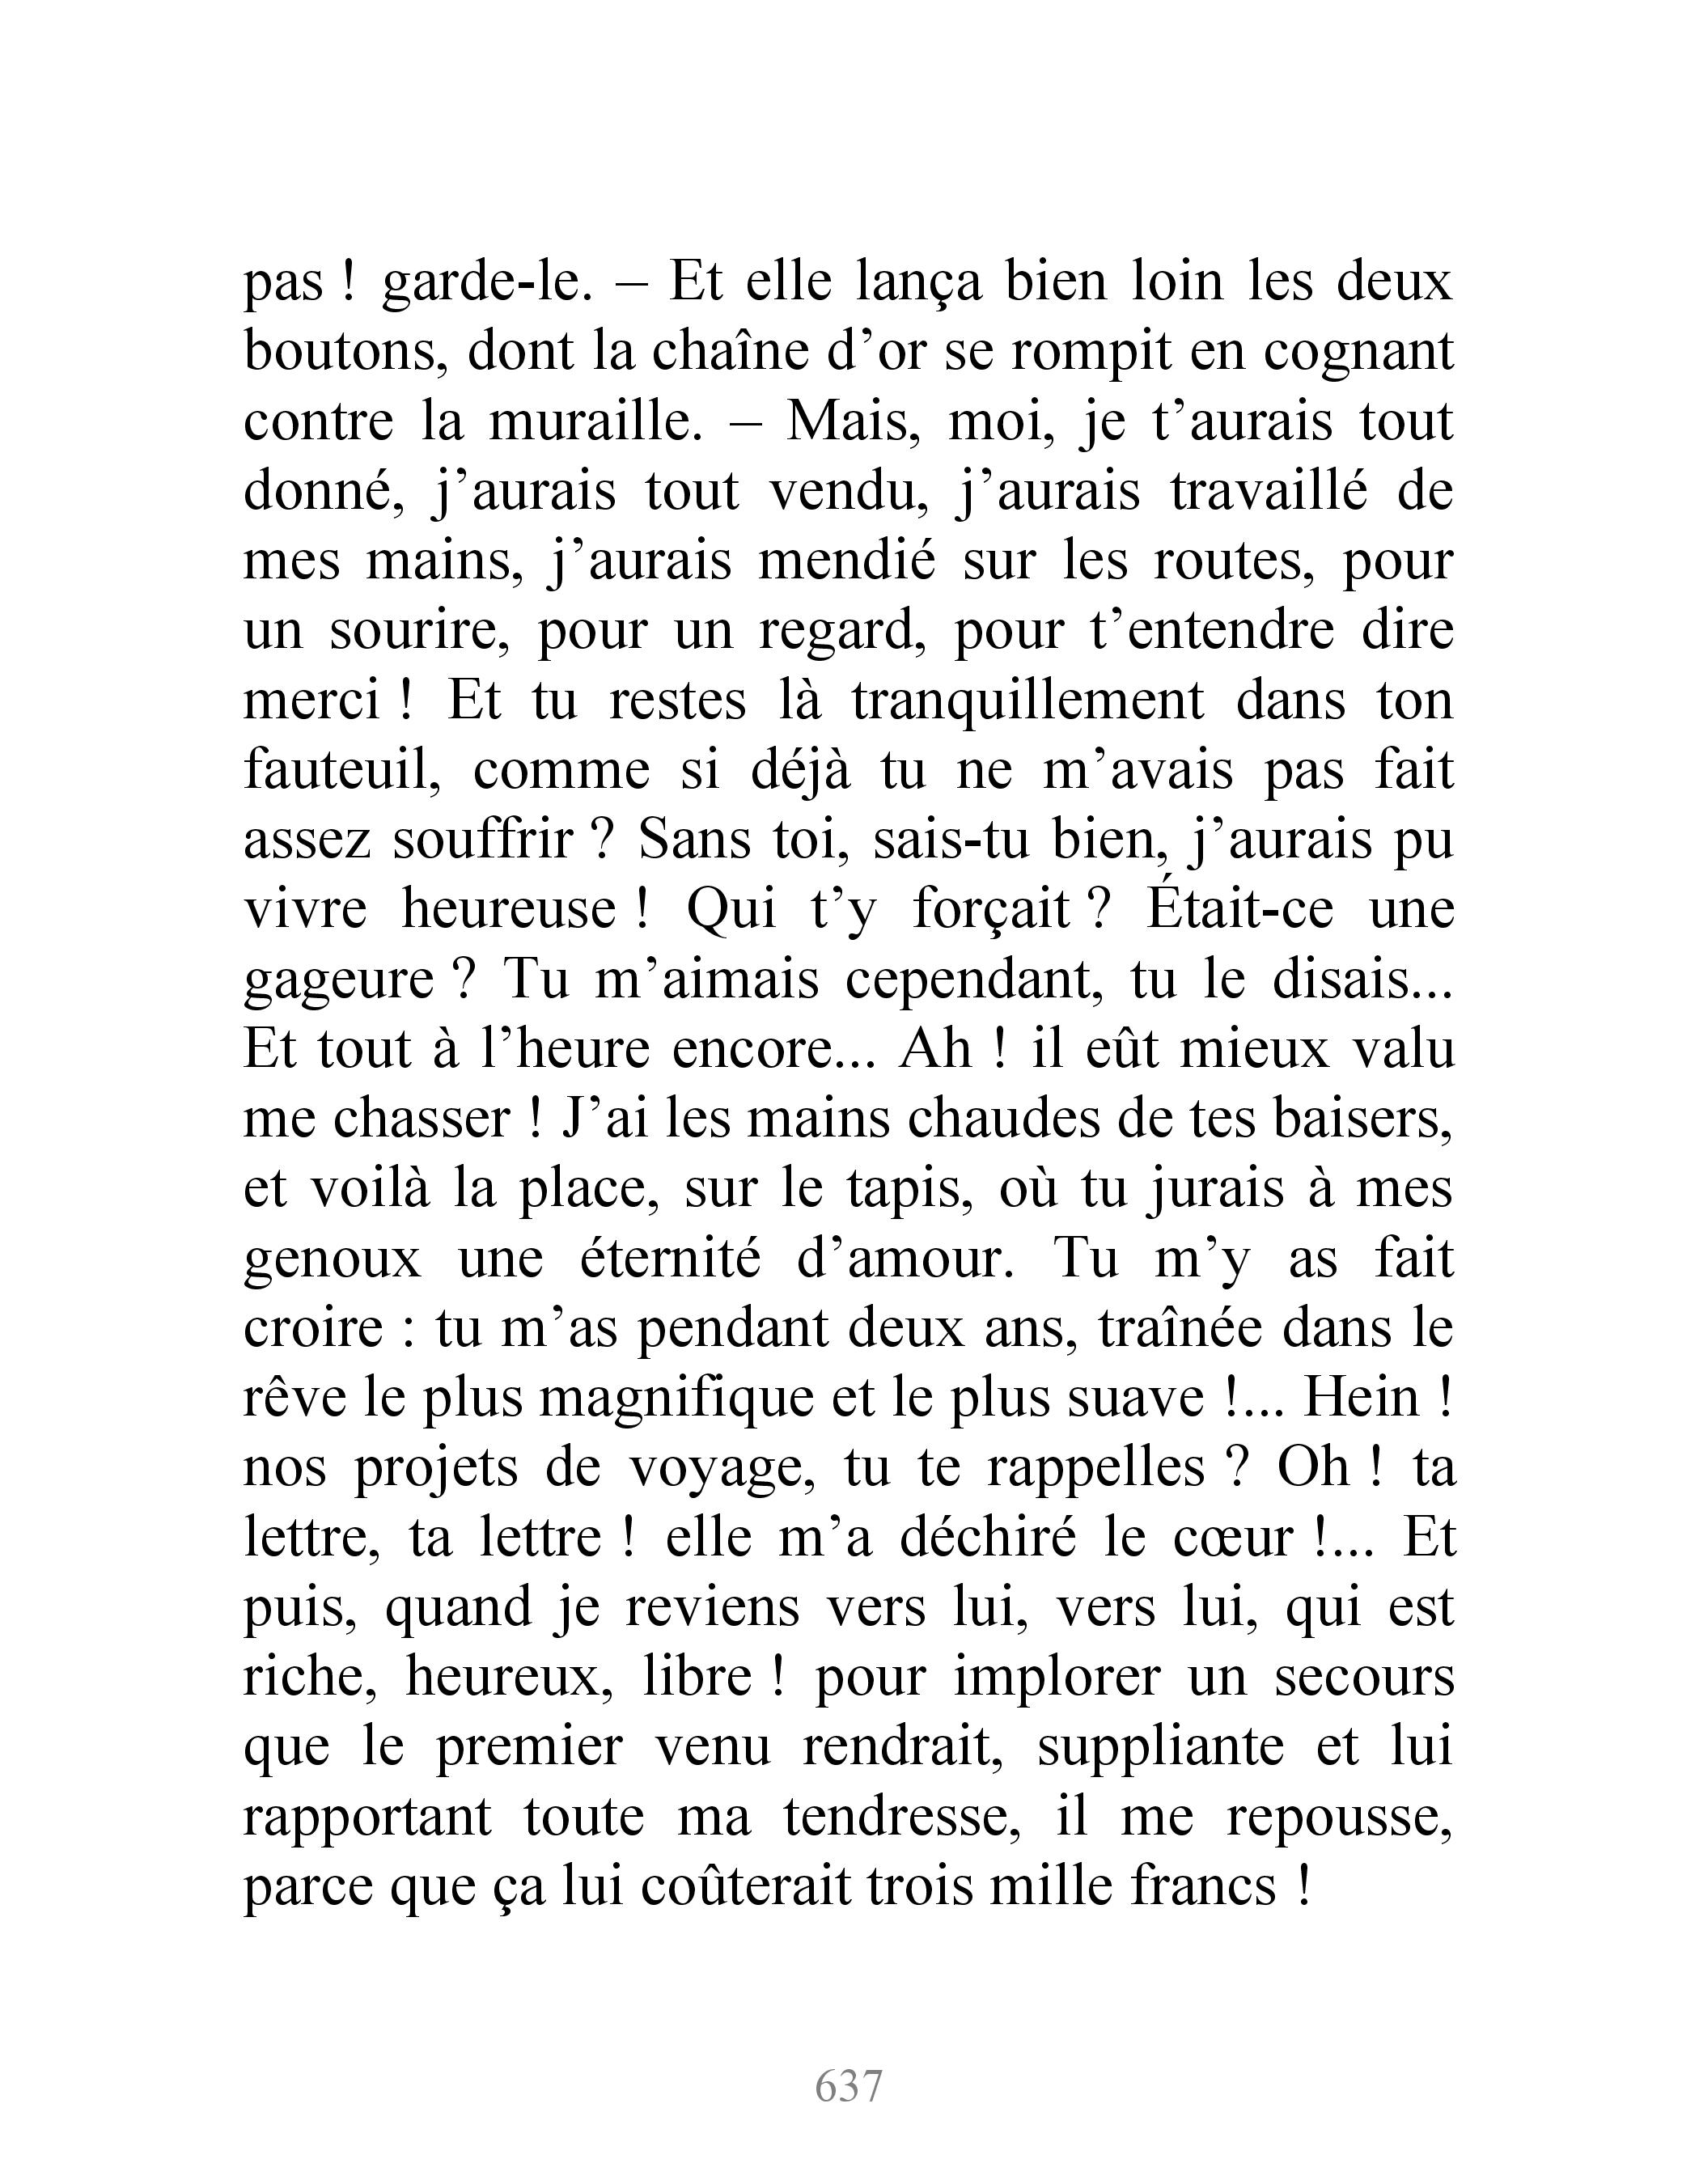 pas ! garde-le. – Et elle lança bien loin les deux
boutons, dont la chaîne d’or se rompit en cognant
contre la muraille. – Mais, moi, je t’aurais tout
donné, j’aurais tout vendu, j’aurais travaillé de
mes mains, j’aurais mendié sur les routes, pour
un sourire, pour un regard, pour t’entendre dire
merci ! Et tu restes là tranquillement dans ton
fauteuil, comme si déjà tu ne m’avais pas fait
assez souffrir ? Sans toi, sais-tu bien, j’aurais pu
vivre heureuse ! Qui t’y forçait ? Était-ce une
gageure ? Tu m’aimais cependant, tu le disais...
Et tout à l’heure encore... Ah ! il eût mieux valu
me chasser ! J’ai les mains chaudes de tes baisers,
et voilà la place, sur le tapis, où tu jurais à mes
genoux une éternité d’amour. Tu m’y as fait
croire : tu m’as pendant deux ans, traînée dans le
rêve le plus magnifique et le plus suave !... Hein !
nos projets de voyage, tu te rappelles ? Oh ! ta
lettre, ta lettre ! elle m’a déchiré le cœur !... Et
puis, quand je reviens vers lui, vers lui, qui est
riche, heureux, libre ! pour implorer un secours
que le premier venu rendrait, suppliante et lui
rapportant toute ma tendresse, il me repousse,
parce que ça lui coûterait trois mille francs !
637